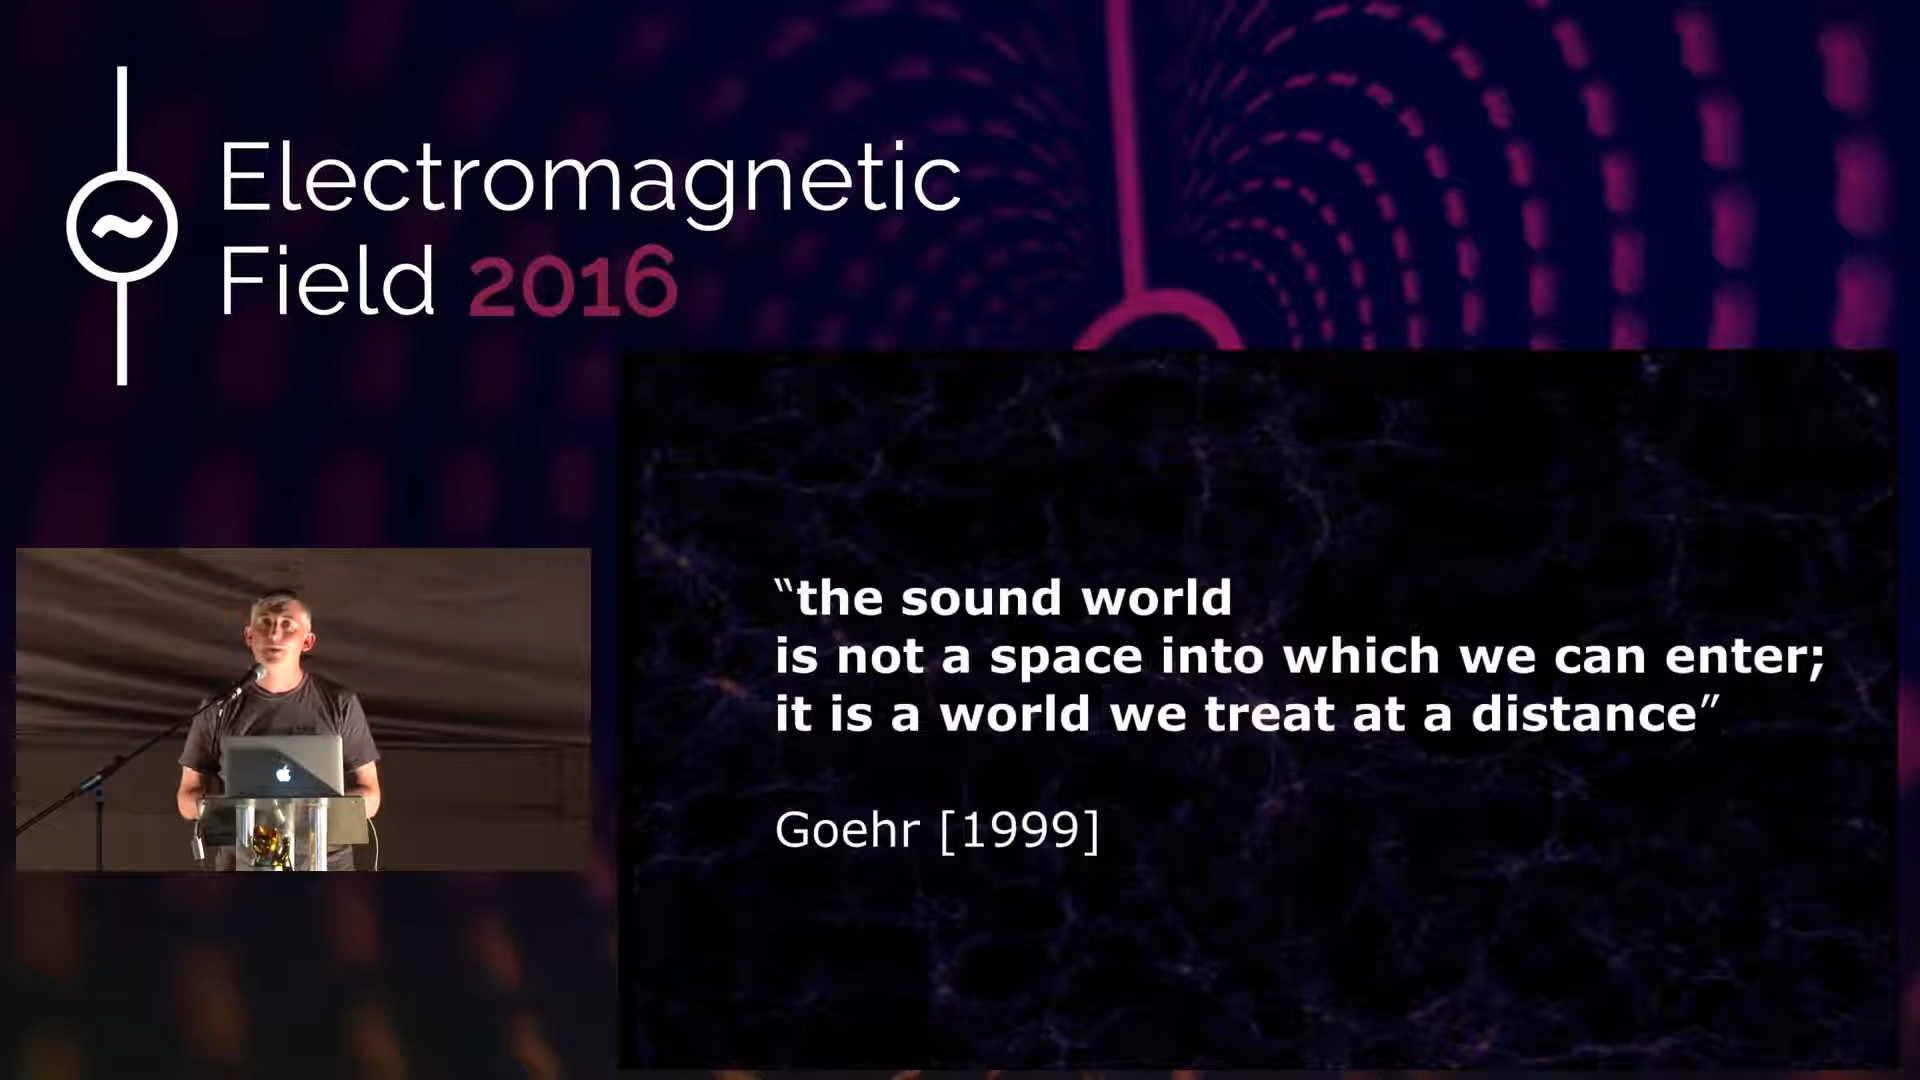 Electromagnetic
Field 2016
“the sound world
is not a space into which we can enter;
it is a world we treat at a distance”
Goehr [1999]